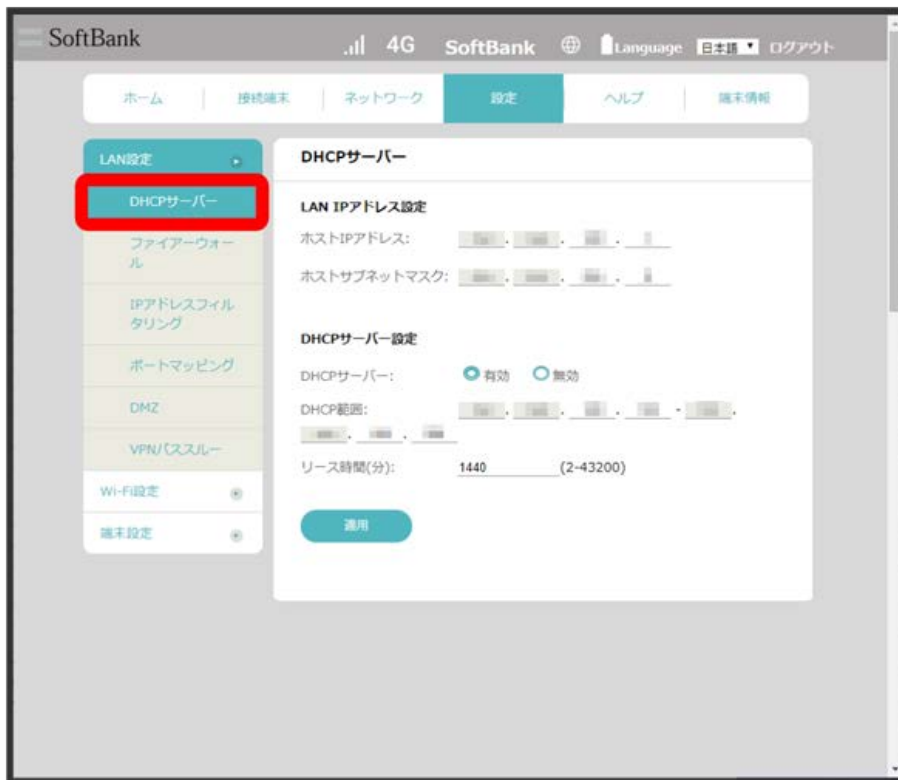 SoftBank
4G SoftBank Language 日本語 ログアウト
ホーム 接続端末 ネットワーク 設定 ヘルプ 端末情報
LAN設定
DHCPサーバー
ファイアーウォー
ル
IPアドレスフィル
タリング
ポートマッピング
DMZ
VPNパススルー
Wi-Fi設定
端末設定
DHCPサーバー
LAN IPアドレス設定
ホストIPアドレス:
ホストサブネットマスク:
DHCPサーバー設定
DHCPサーバー: 有効 無効
DHCP範囲:
リース時間(分): 1440 (2-43200)
適用